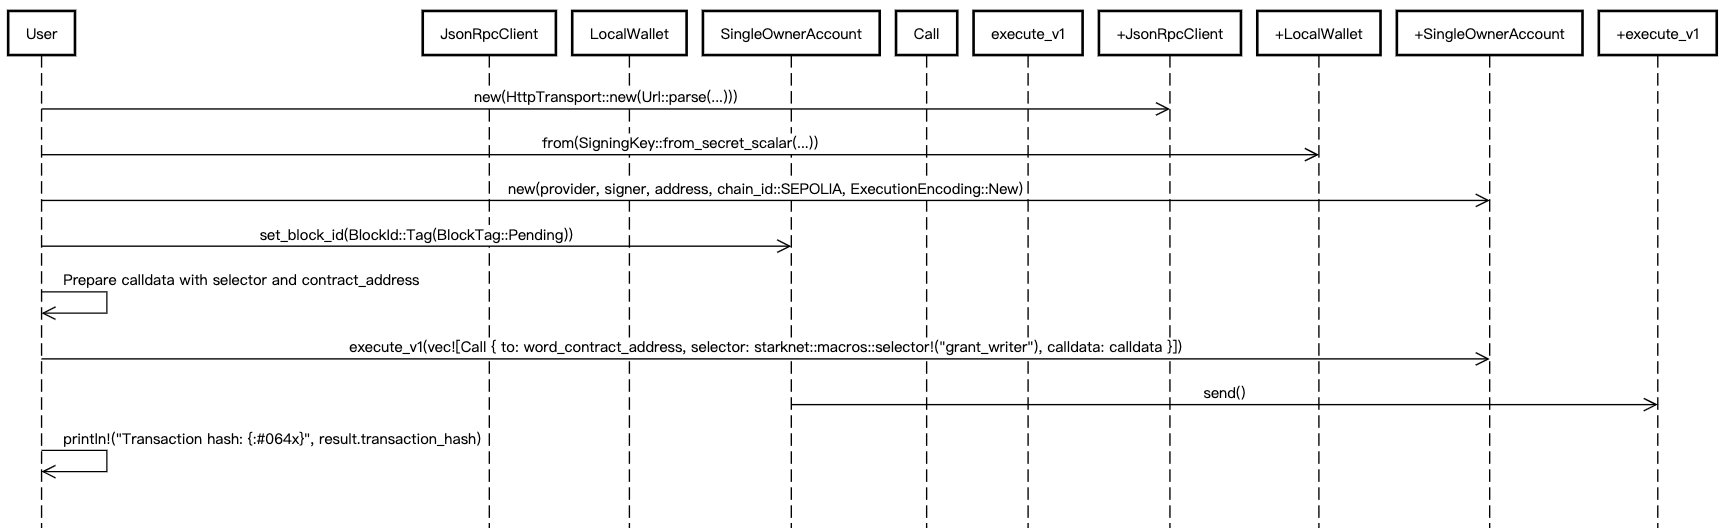 User
JsonRpcClient
LocalWallet
SingleOwnerAccount
Call
execute_v1
+JsonRpcClient
+LocalWallet
+SingleOwnerAccount
+execute_v1
new(HttpTransport::new(Url::parse(...)))
from(SigningKey::from_secret_scalar(...))
new(provider, signer, address, chain_id::SEPOLIA, ExecutionEncoding::New)
set_block_id(BlockId::Tag(BlockTag::Pending))
Prepare calldata with selector and contract_address
execute_v1(vec![Call { to: word_contract_address, selector: starknet::macros::selector!("grant_writer"), calldata: calldata }])
send()
println!("Transaction hash: {:#064x}", result.transaction_hash)